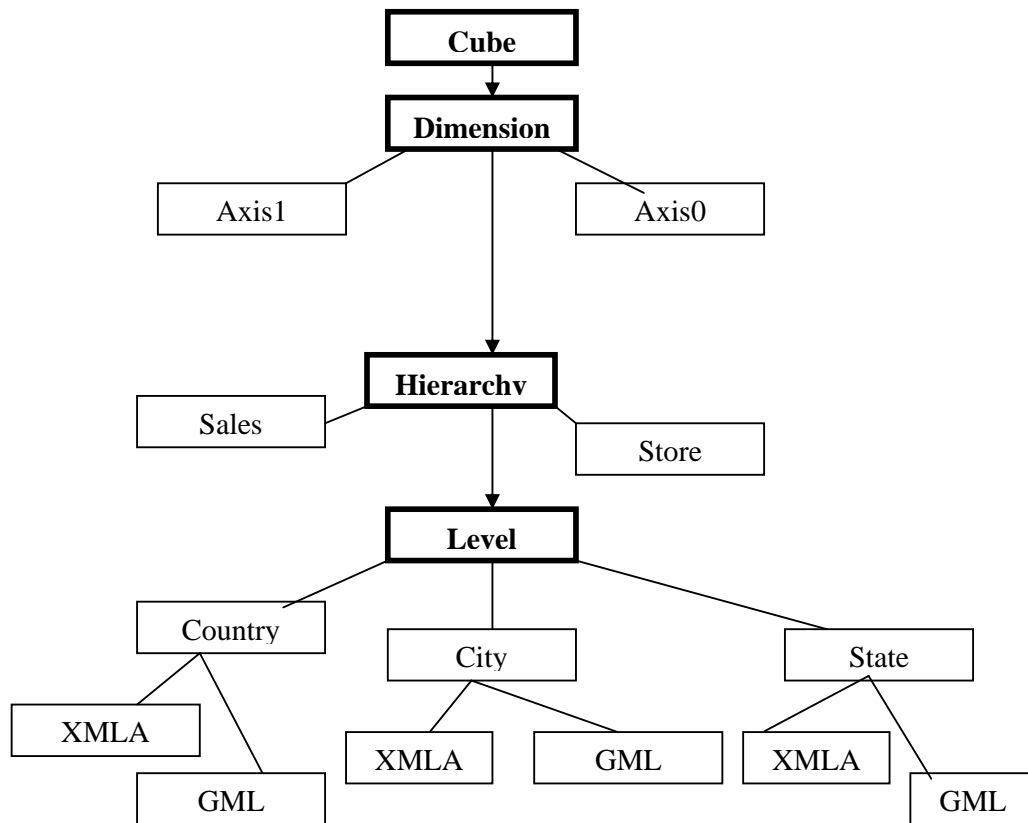 Cube
Dimension
Axis1
Axis0
Hierarchy
Sales
Store
Level
Country
City
State
XMLA
XMLA
GML
XMLA
GML
GML